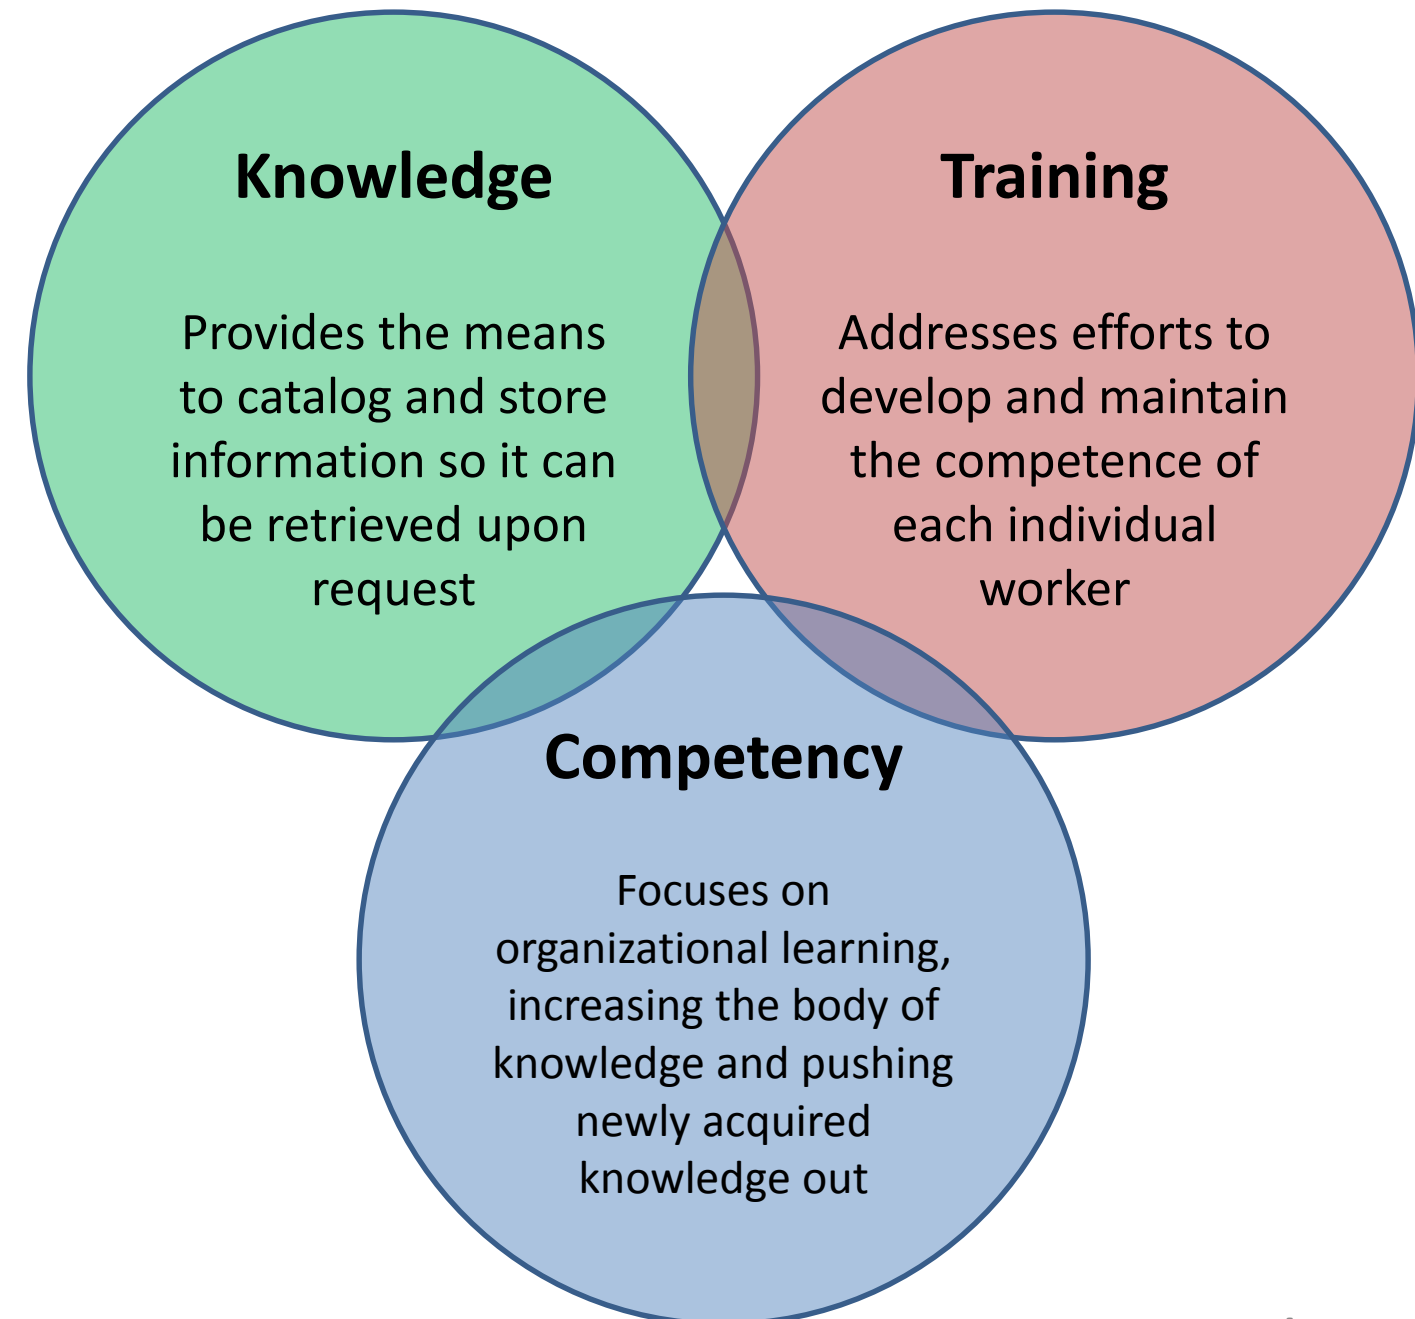 Knowledge
Provides the means
to catalog and store
information so it can
be retrieved upon
request
Training
Addresses efforts to
develop and maintain
the competence of
each individual
worker
Competency
Focuses on
organizational learning,
increasing the body of
knowledge and pushing
newly acquired
knowledge out